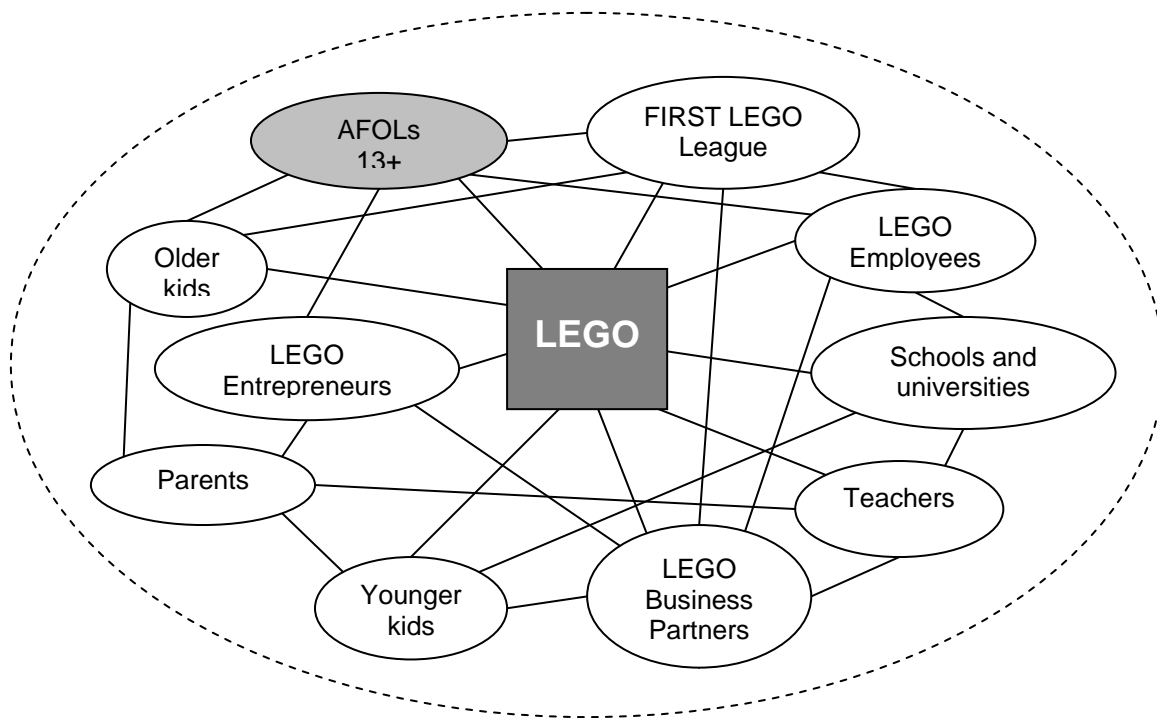 AFOLs
13+
FIRST LEGO
League
LEGO
Employees
Older
kids
LEGO
LEGO
Entrepreneurs
Schools and
universities
Parents
Teachers
LEGO
Business
Partners
Younger
kids